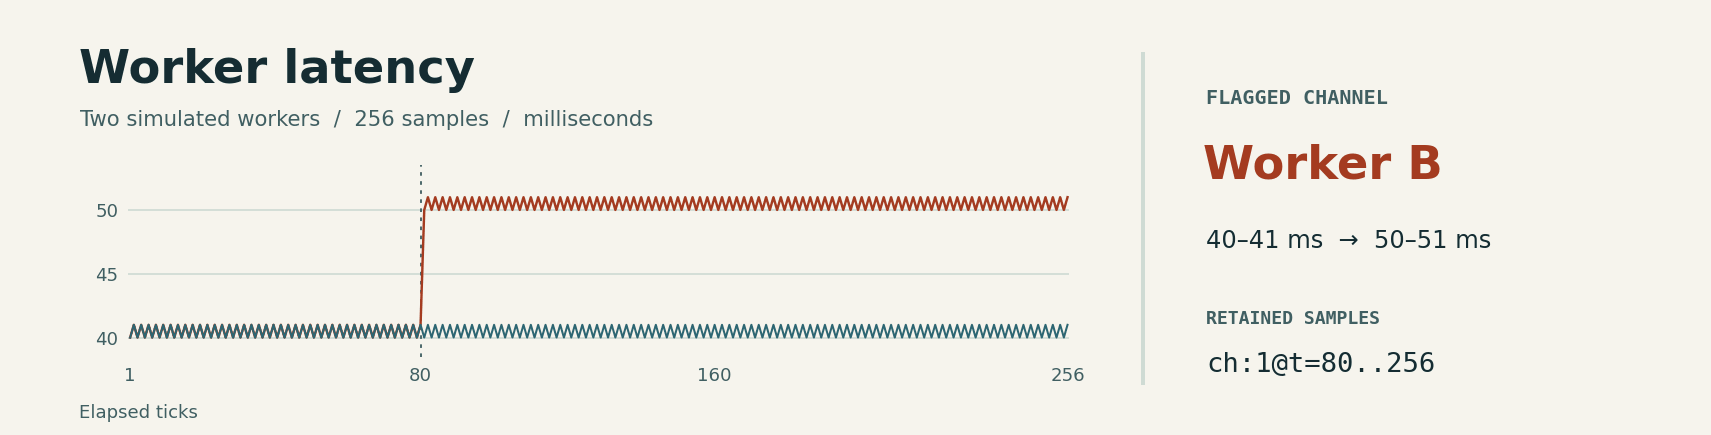 Worker latency
Two simulated workers / 256 samples / milliseconds
50
45
40
1 80 160 256
Elapsed ticks
FLAGGED CHANNEL
Worker B
40–41 ms → 50–51 ms
RETAINED SAMPLES
ch:1@t=80..256